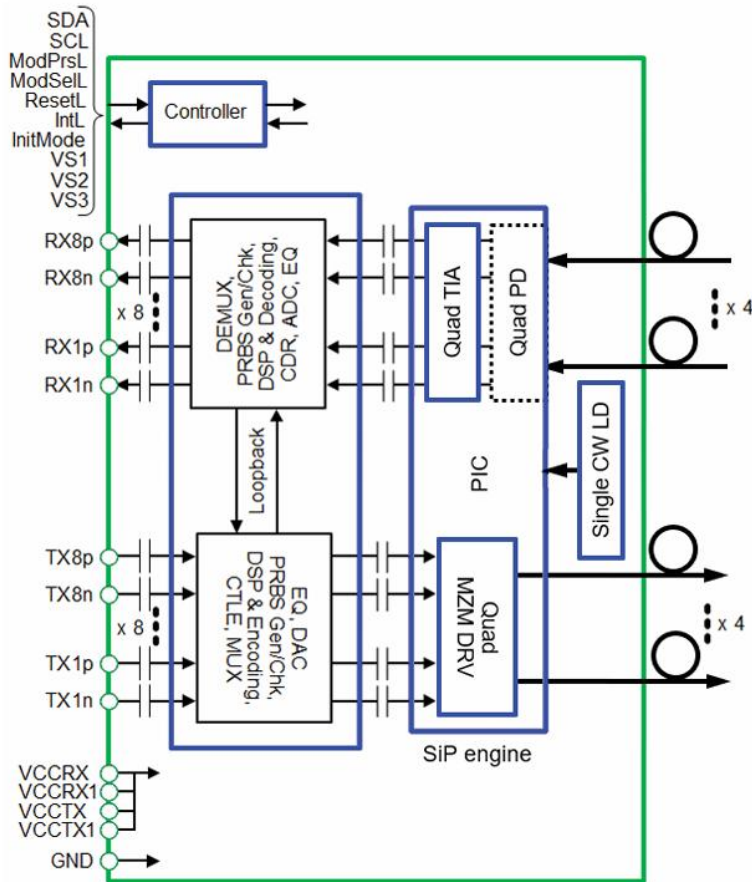 SDA
SCL
ModPrsL
ModSelL
ResetL
IntL
InitMode
VS1
VS2
VS3
Controller
RX8p
RX8n
x 8
RX1p
RX1n
DEMUX,
PRBS Gen/Chk,
DSP & Decoding,
CDR, ADC, EQ
Quad TIA
Quad PD
x 4
Loopback
PIC
Single CW LD
TX8p
TX8n
x 8
TX1p
TX1n
EQ, DAC
PRBS Gen/Chk,
DSP & Encoding,
CTLE, MUX
Quad
MZM DRV
x 4
SiP engine
VCCRX
VCCRX1
VCCTX
VCCTX1
GND